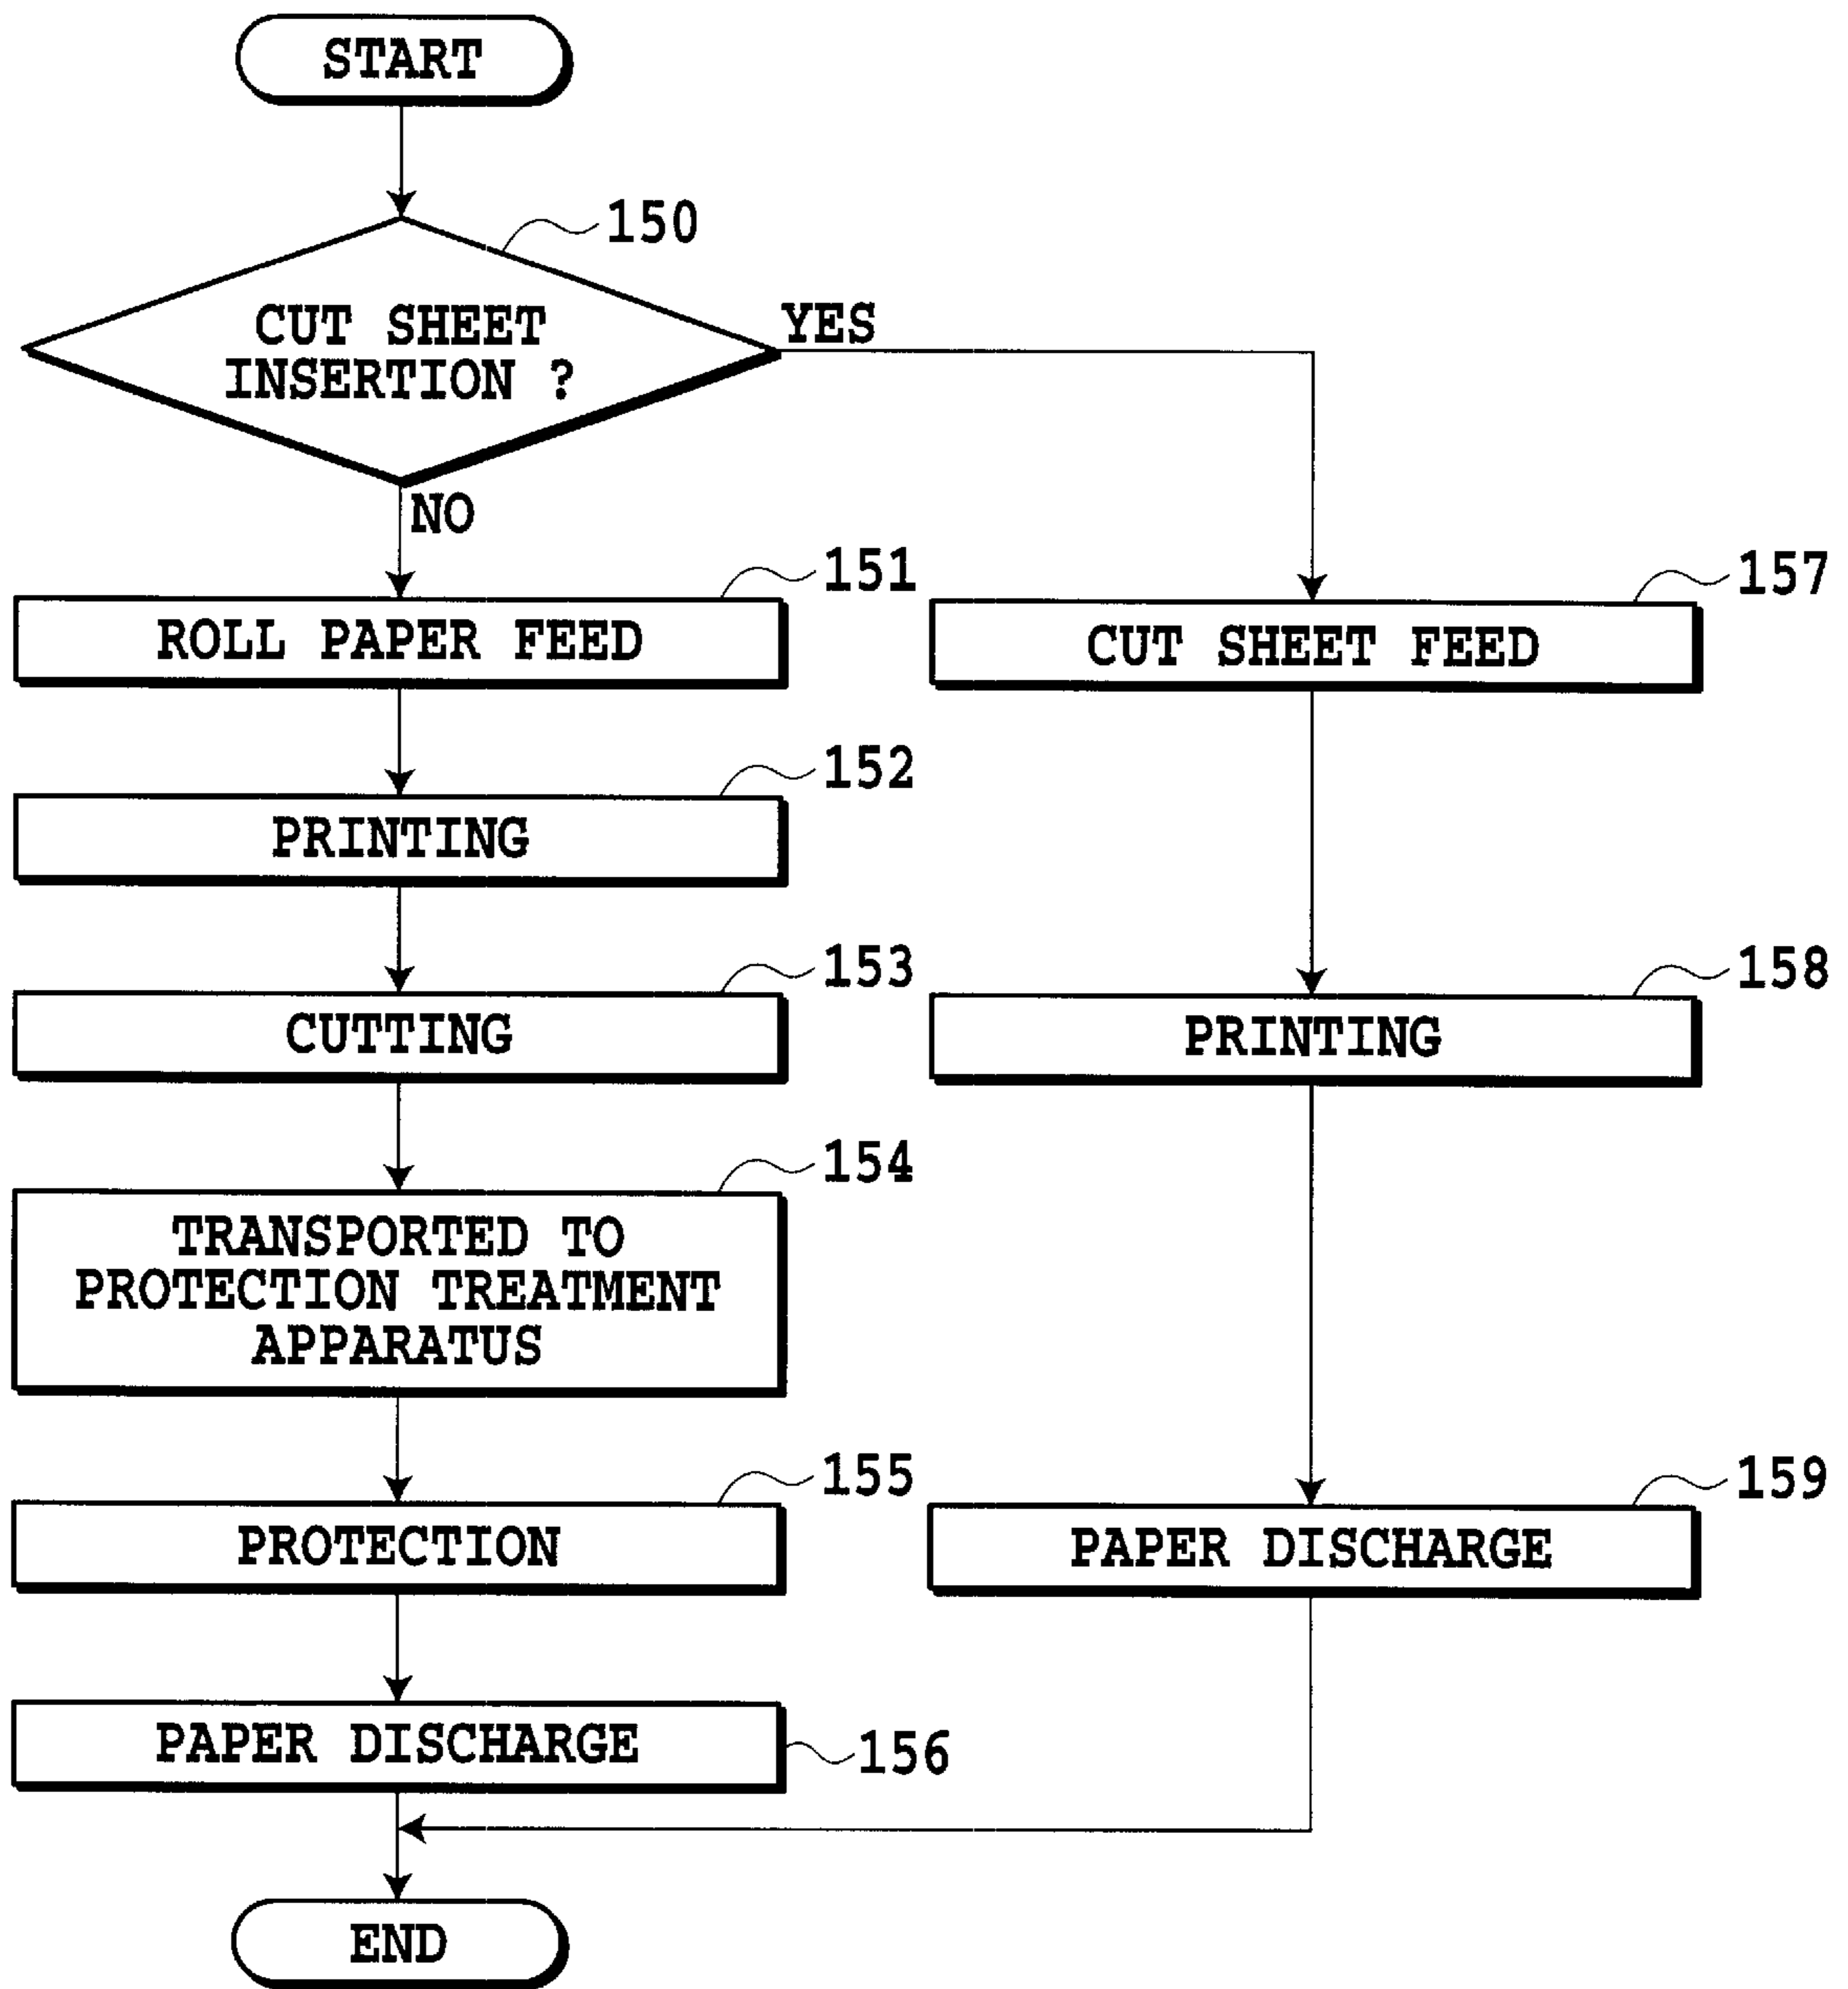 START
150
CUT SHEET
INSERTION ?
YES
NO
151
ROLL PAPER FEED
152
PRINTING
153
CUTTING
154
TRANSPORTED TO
PROTECTION TREATMENT
APPARATUS
155
PROTECTION
PAPER DISCHARGE
156
157
CUT SHEET FEED
158
PRINTING
159
PAPER DISCHARGE
END